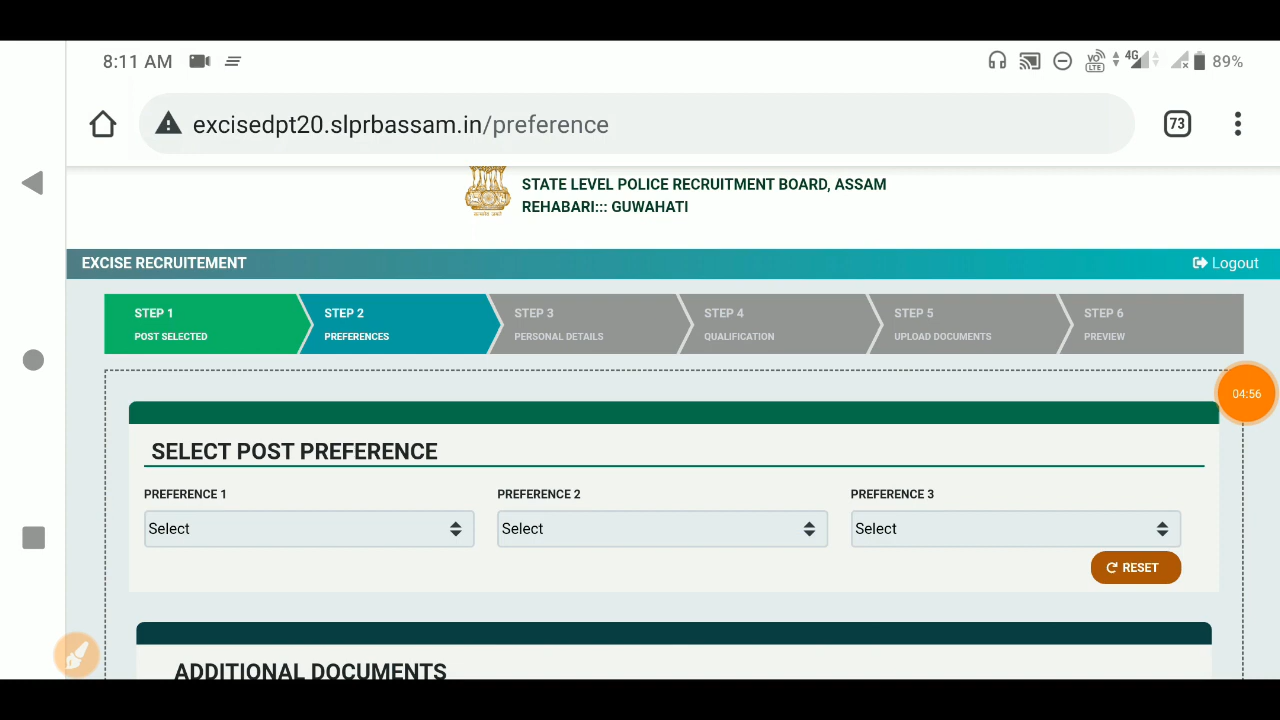 8:11 AM
4G
VO
LTE
89%
excisedpt20.slprbassam.in/preference
73
STATE LEVEL POLICE RECRUITMENT BOARD, ASSAM
REHABARI::: GUWAHATI
EXCISE RECRUITEMENT
Logout
STEP 1
POST SELECTED
STEP 2
PREFERENCES
STEP 3
PERSONAL DETAILS
STEP 4
QUALIFICATION
STEP 5
UPLOAD DOCUMENTS
STEP 6
PREVIEW
04:56
SELECT POST PREFERENCE
PREFERENCE 1
PREFERENCE 2
PREFERENCE 3
Select
Select
Select
RESET
ADDITIONAL DOCUMENTS